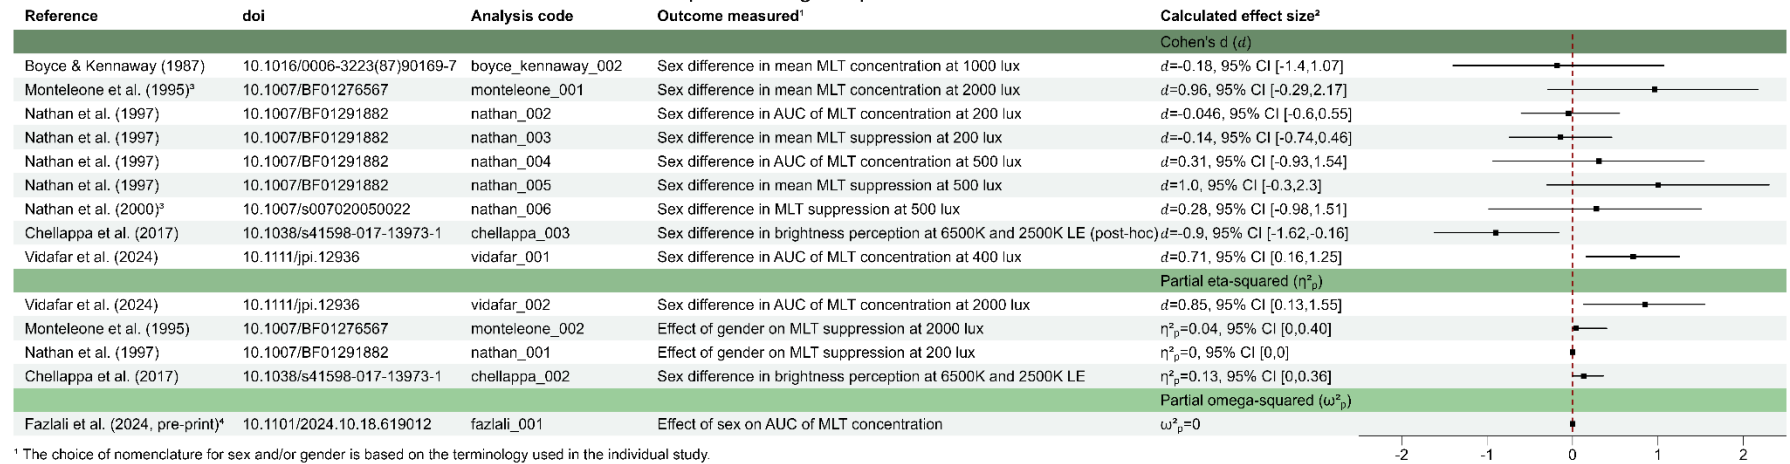 Reference doi Analysis code Outcome measured¹ Calculated effect size²
Cohen's d (d)
Boyce & Kennaway (1987) 10.1016/0006-3223(87)90169-7 boyce_kennaway_002 Sex difference in mean MLT concentration at 1000 lux d=-0.18, 95% CI [-1.4,1.07]
Monteleone et al. (1995)³ 10.1007/BF01276567 monteleone_001 Sex difference in mean MLT concentration at 2000 lux d=0.96, 95% CI [-0.29,2.17]
Nathan et al. (1997) 10.1007/BF01291882 nathan_002 Sex difference in AUC of MLT concentration at 200 lux d=-0.046, 95% CI [-0.6,0.55]
Nathan et al. (1997) 10.1007/BF01291882 nathan_003 Sex difference in mean MLT suppression at 200 lux d=-0.14, 95% CI [-0.74,0.46]
Nathan et al. (1997) 10.1007/BF01291882 nathan_004 Sex difference in AUC of MLT concentration at 500 lux d=0.31, 95% CI [-0.93,1.54]
Nathan et al. (1997) 10.1007/BF01291882 nathan_005 Sex difference in mean MLT suppression at 500 lux d=1.0, 95% CI [-0.3,2.3]
Nathan et al. (2000)³ 10.1007/s007020050022 nathan_006 Sex difference in MLT suppression at 500 lux d=0.28, 95% CI [-0.98,1.51]
Chellappa et al. (2017) 10.1038/s41598-017-13973-1 chellappa_003 Sex difference in brightness perception at 6500K and 2500K LE (post-hoc) d=-0.9, 95% CI [-1.62,-0.16]
Vidafar et al. (2024) 10.1111/jpi.12936 vidafar_001 Sex difference in AUC of MLT concentration at 400 lux d=0.71, 95% CI [0.16,1.25]
Partial eta-squared (η²ₚ)
Vidafar et al. (2024) 10.1111/jpi.12936 vidafar_002 Sex difference in AUC of MLT concentration at 2000 lux d=0.85, 95% CI [0.13,1.55]
Monteleone et al. (1995) 10.1007/BF01276567 monteleone_002 Effect of gender on MLT suppression at 2000 lux η²ₚ=0.04, 95% CI [0,0.40]
Nathan et al. (1997) 10.1007/BF01291882 nathan_001 Effect of gender on MLT suppression at 200 lux η²ₚ=0, 95% CI [0,0]
Chellappa et al. (2017) 10.1038/s41598-017-13973-1 chellappa_002 Sex difference in brightness perception at 6500K and 2500K LE η²ₚ=0.13, 95% CI [0,0.36]
Partial omega-squared (ω²ₚ)
Fazlali et al. (2024, pre-print)⁴ 10.1101/2024.10.18.619012 fazlali_001 Effect of sex on AUC of MLT concentration ω²ₚ=0
¹ The choice of nomenclature for sex and/or gender is based on the terminology used in the individual study. -2 -1 0 1 2